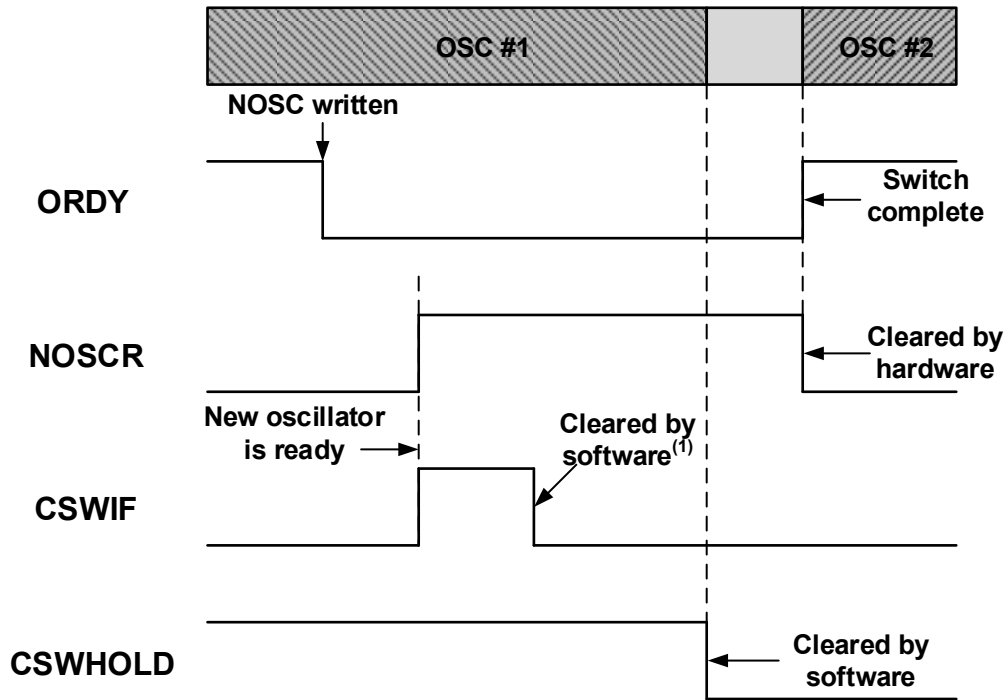 OSC #1
OSC #2
NOSC written
ORDY
Switch
complete
NOSCR
Cleared by
hardware
New oscillator
is ready
Cleared by
software(1)
CSWIF
CSWHOLD
Cleared by
software